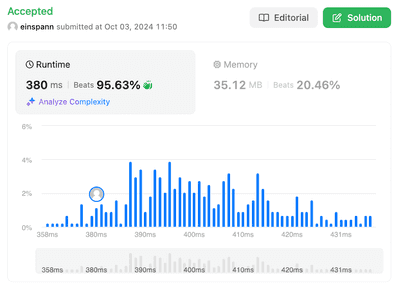 Accepted
einspann submitted at Oct 03, 2024 11:50
Editorial
Solution
Runtime
380 ms | Beats 95.63%
Analyze Complexity
Memory
35.12 MB | Beats 20.46%
6%
4%
2%
0%
358ms 380ms 390ms 400ms 410ms 420ms 431ms
358ms 380ms 390ms 400ms 410ms 420ms 431ms